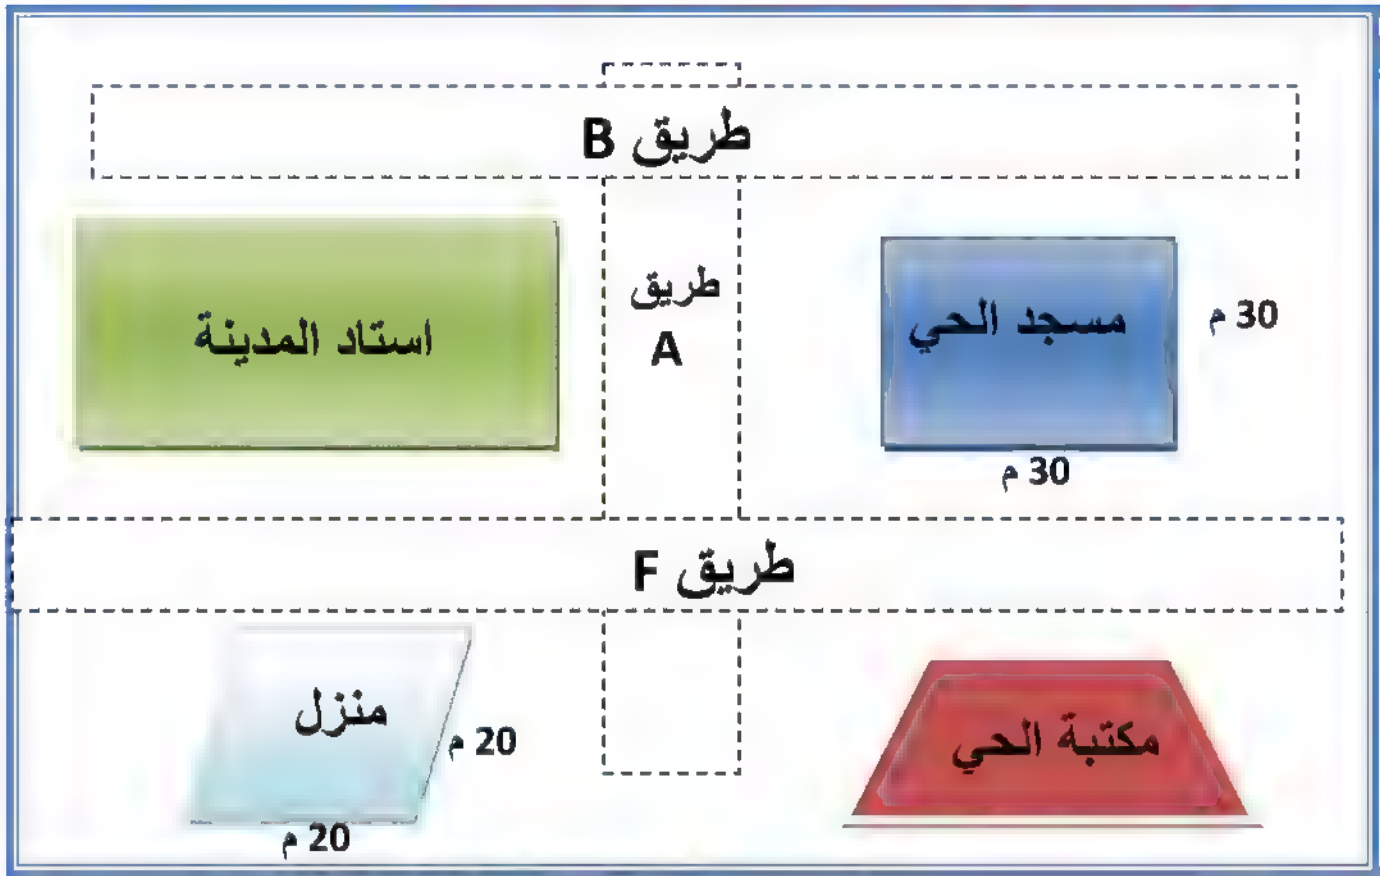 طريق B
طريق
A
استاد المدينة
مسجد الحي
30 م
30 م
طريق F
منزل
20 م
20 م
مكتبة الحي